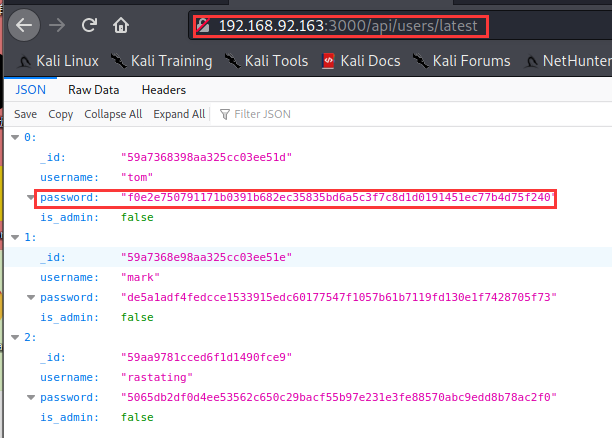 192.168.92.163:3000/api/users/latest
Kali Linux Kali Training Kali Tools Kali Docs Kali Forums NetHunter
JSON Raw Data Headers
Save Copy Collapse All Expand All Filter JSON
0:
_id: "59a7368398aa325cc03ee51d"
username: "tom"
password: "f0e2e750791171b0391b682ec35835bd6a5c3f7c8d1d0191451ec77b4d75f240"
is_admin: false
1:
_id: "59a7368e98aa325cc03ee51e"
username: "mark"
password: "de5a1adf4fedcce1533915edc60177547f1057b61b7119fd130e1f7428705f73"
is_admin: false
2:
_id: "59aa9781cced6f1d1490fce9"
username: "rastating"
password: "5065db2df0d4ee53562c650c29bacf55b97e231e3fe88570abc9edd8b78ac2f0"
is_admin: false